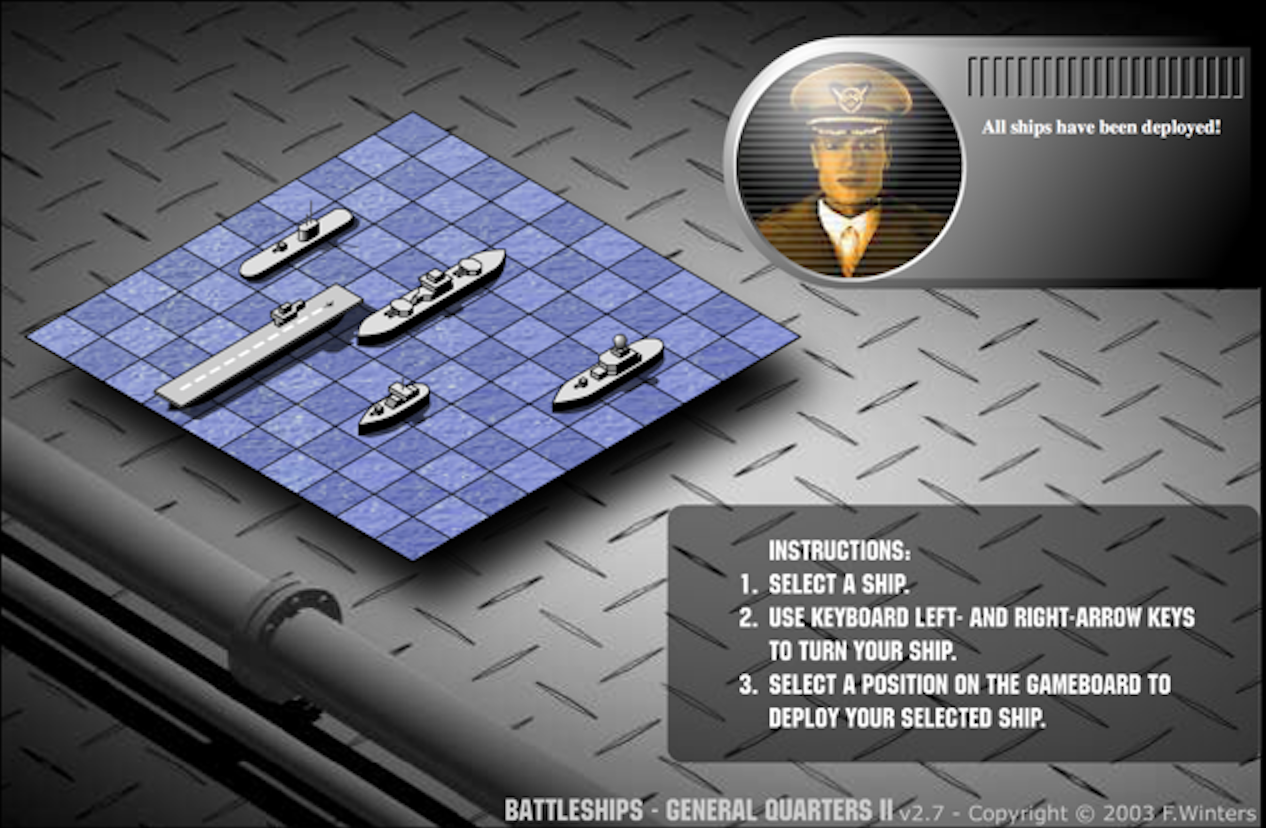 All ships have been deployed!
INSTRUCTIONS:
1. SELECT A SHIP.
2. USE KEYBOARD LEFT- AND RIGHT-ARROW KEYS
TO TURN YOUR SHIP.
3. SELECT A POSITION ON THE GAMEBOARD TO
DEPLOY YOUR SELECTED SHIP.
BATTLESHIPS - GENERAL QUARTERS II v2.7 - Copyright © 2003 F.Winters